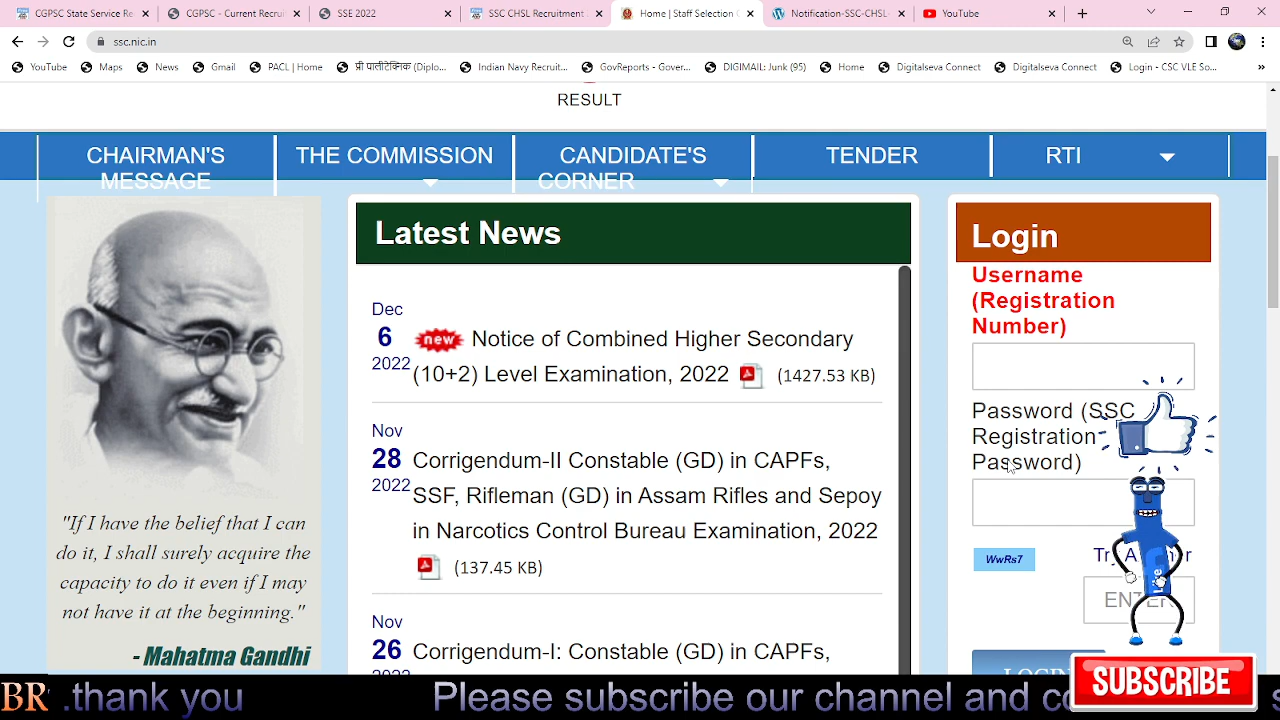 CGPSC State Service Re
CGPSC - Current Recrui
SSE 2022
SSC CHSL Recruitment
Home | Staff Selection C
Notification-SSC-CHSL-
YouTube
ssc.nic.in
YouTube
Maps
News
Gmail
PACL | Home
प्री पालीटेक्निक (Diplo...
Indian Navy Recruit...
GovReports - Gover...
DIGIMAIL: Junk (95)
Home
Digitalseva Connect
Digitalseva Connect
Login - CSC VLE So...
RESULT
CHAIRMAN'S
MESSAGE
THE COMMISSION
CANDIDATE'S
CORNER
TENDER
RTI
"If I have the belief that I can
do it, I shall surely acquire the
capacity to do it even if I may
not have it at the beginning."
- Mahatma Gandhi
Latest News
Dec
6
2022
new Notice of Combined Higher Secondary
(10+2) Level Examination, 2022 (1427.53 KB)
Nov
28
2022
Corrigendum-II Constable (GD) in CAPFs,
SSF, Rifleman (GD) in Assam Rifles and Sepoy
in Narcotics Control Bureau Examination, 2022
(137.45 KB)
Nov
26
Corrigendum-I: Constable (GD) in CAPFs,
Login
Username
(Registration
Number)
Password (SSC
Registration
Password)
WwRs7
Try
ENTER
Like
LOGIN
SUBSCRIBE
BR .thank you Please subscribe our channel and co